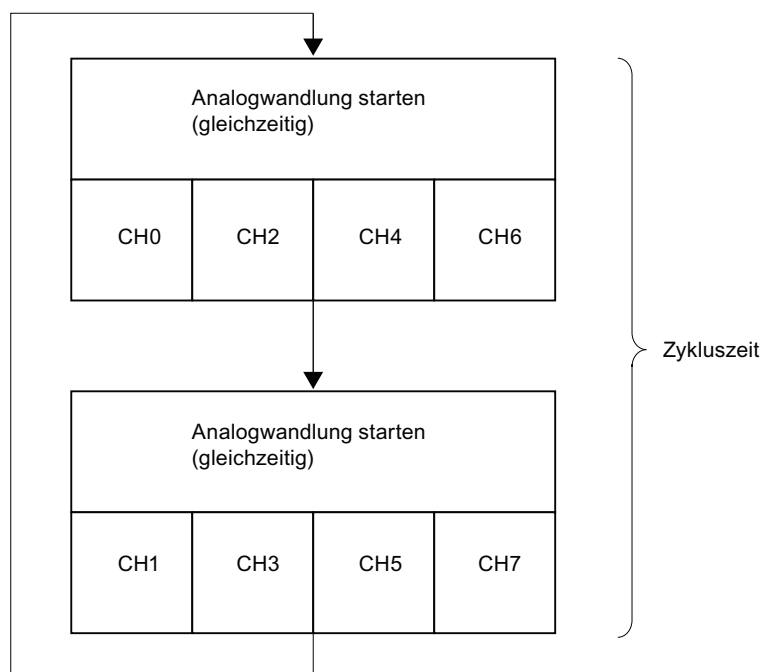 Analogwandlung starten
(gleichzeitig)
CH0 CH2 CH4 CH6
Zykluszeit
Analogwandlung starten
(gleichzeitig)
CH1 CH3 CH5 CH7